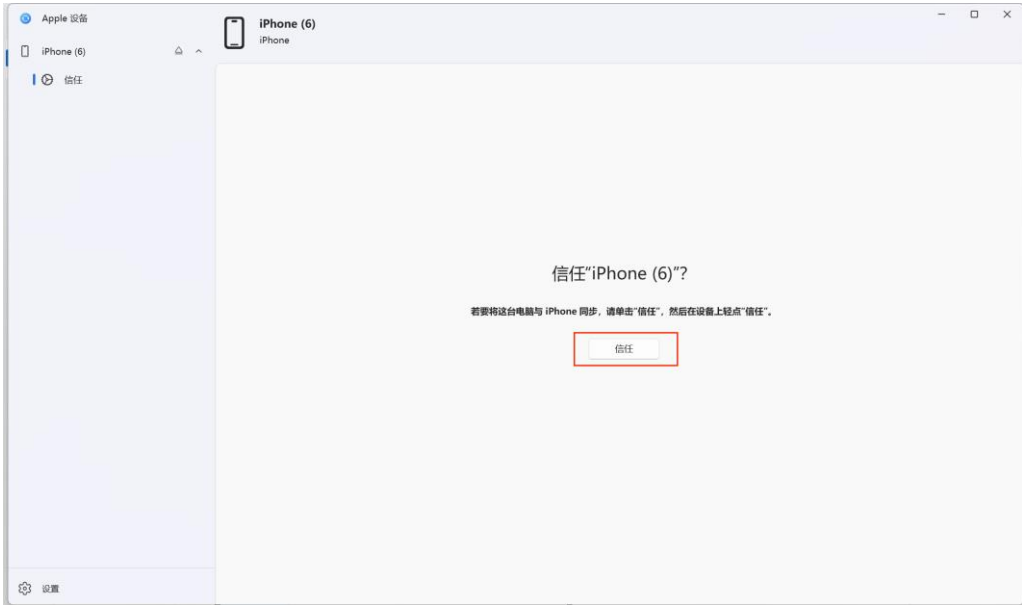 Apple 设备
iPhone (6)
信任
iPhone (6)
iPhone
信任"iPhone (6)"?
若要将这台电脑与 iPhone 同步，请单击"信任"，然后在设备上轻点"信任"。
信任
设置